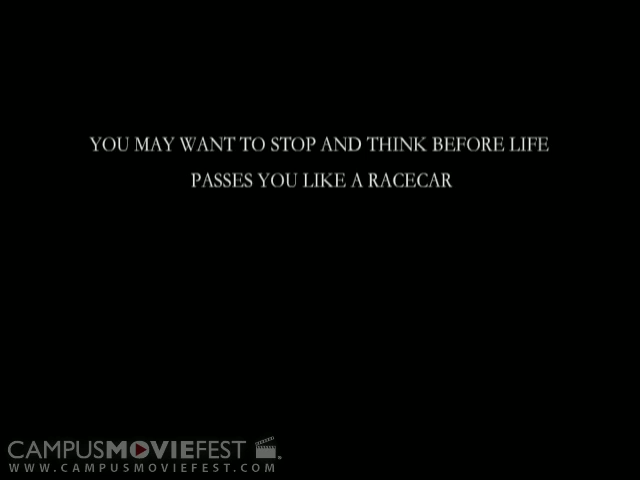 YOU MAY WANT TO STOP AND THINK BEFORE LIFE
PASSES YOU LIKE A RACECAR
CAMPUSMOVIEFEST
WWW.CAMPUSMOVIEFEST.COM